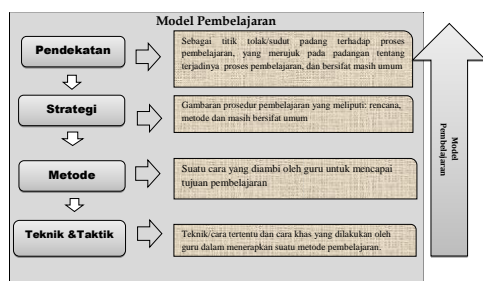 Model Pembelajaran
Pendekatan
Sebagai titik tolak/sudut padang terhadap proses
pembelajaran, yang merujuk pada padangan tentang
terjadinya proses pembelajaran, dan bersifat masih umum
Strategi
Gambaran prosedur pembelajaran yang meliputi: rencana,
metode dan masih bersifat umum
Metode
Suatu cara yang diambi oleh guru untuk mencapai
tujuan pembelajaran
Teknik &Taktik
Teknik/cara tertentu dan cara khas yang dilakukan oleh
guru dalam menerapkan suatu metode pembelajaran.
Model
Pembelajaran